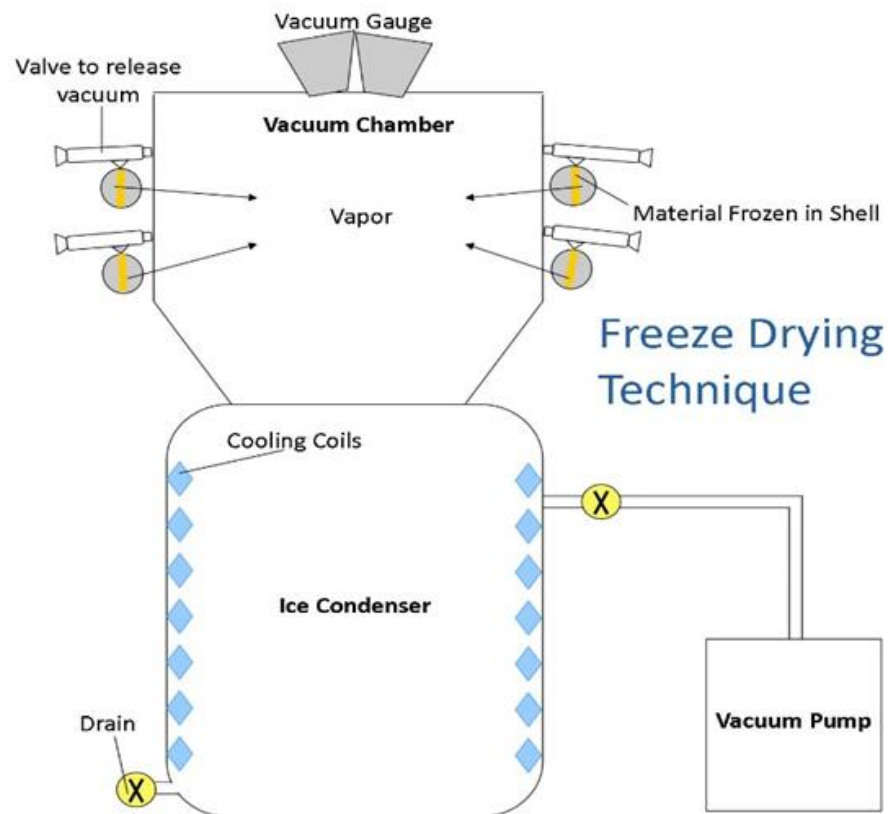 Vacuum Gauge
Valve to release
vacuum
Vacuum Chamber
Vapor
Material Frozen in Shell
Freeze Drying
Technique
Cooling Coils
X
Ice Condenser
Vacuum Pump
Drain
X